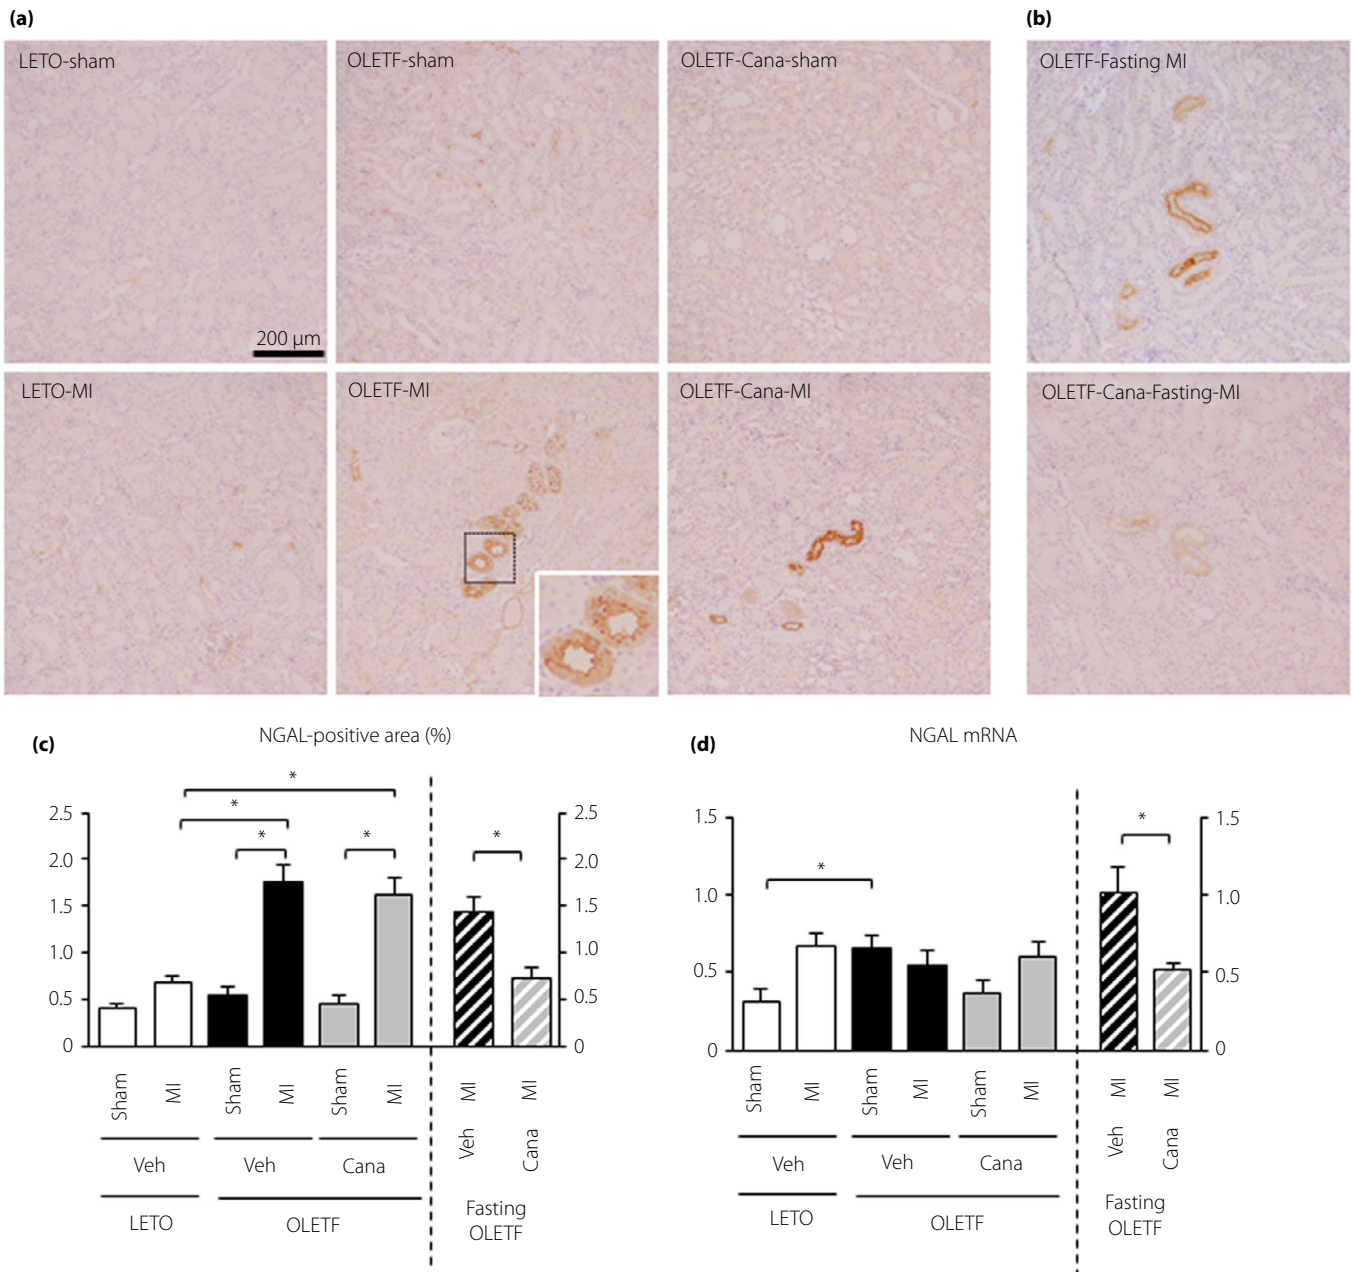 (a)
(b)
LETO-sham
OLETF-sham
OLETF-Cana-sham
OLETF-Fasting MI
200 μm
LETO-MI
OLETF-MI
OLETF-Cana-MI
OLETF-Cana-Fasting-MI
(c)
NGAL-positive area (%)
* * * * *
2.5
2.0
1.5
1.0
0.5
0
2.5
2.0
1.5
1.0
0.5
0
Sham MI Sham MI Sham MI MI MI
Veh Veh Cana Veh Cana
LETO OLETF
Fasting
OLETF
(d)
NGAL mRNA
* *
1.5
1.0
0.5
0
1.5
1.0
0.5
0
Sham MI Sham MI Sham MI MI MI
Veh Veh Cana Veh Cana
LETO OLETF
Fasting
OLETF